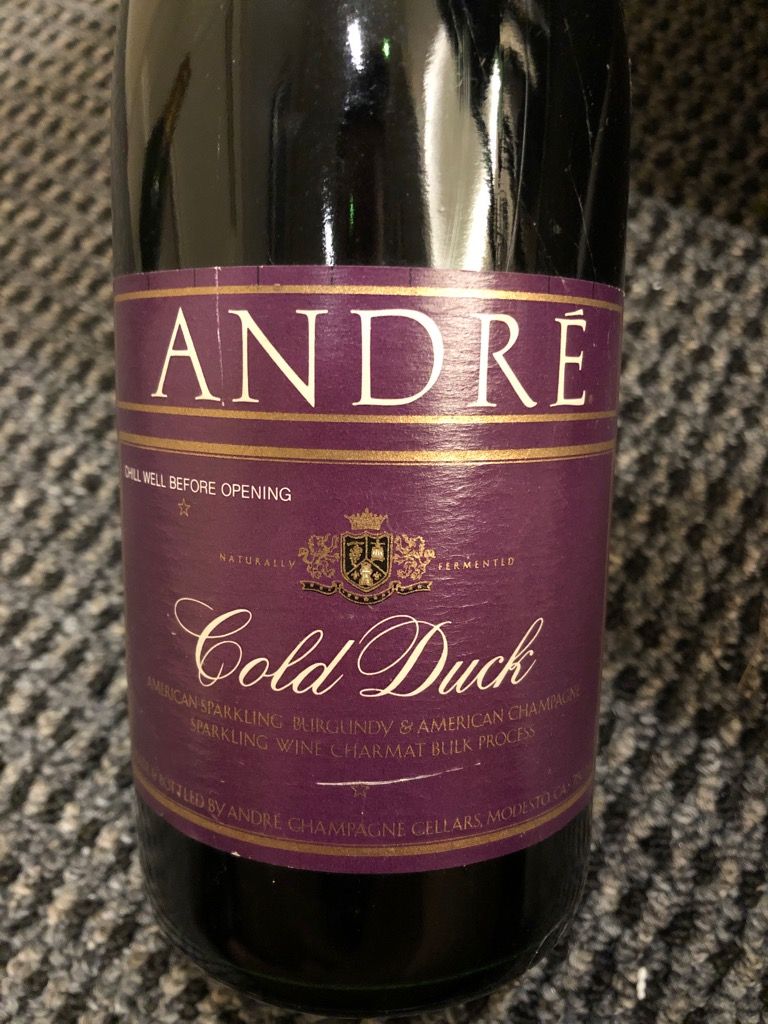 ANDRÉ
CHILL WELL BEFORE OPENING
NATURALLY FERMENTED
Cold Duck
AMERICAN SPARKLING BURGUNDY & AMERICAN CHAMPAGNE
SPARKLING WINE CHARMAT BULK PROCESS
& BOTTLED BY ANDRÉ CHAMPAGNE CELLARS, MODESTO, CA